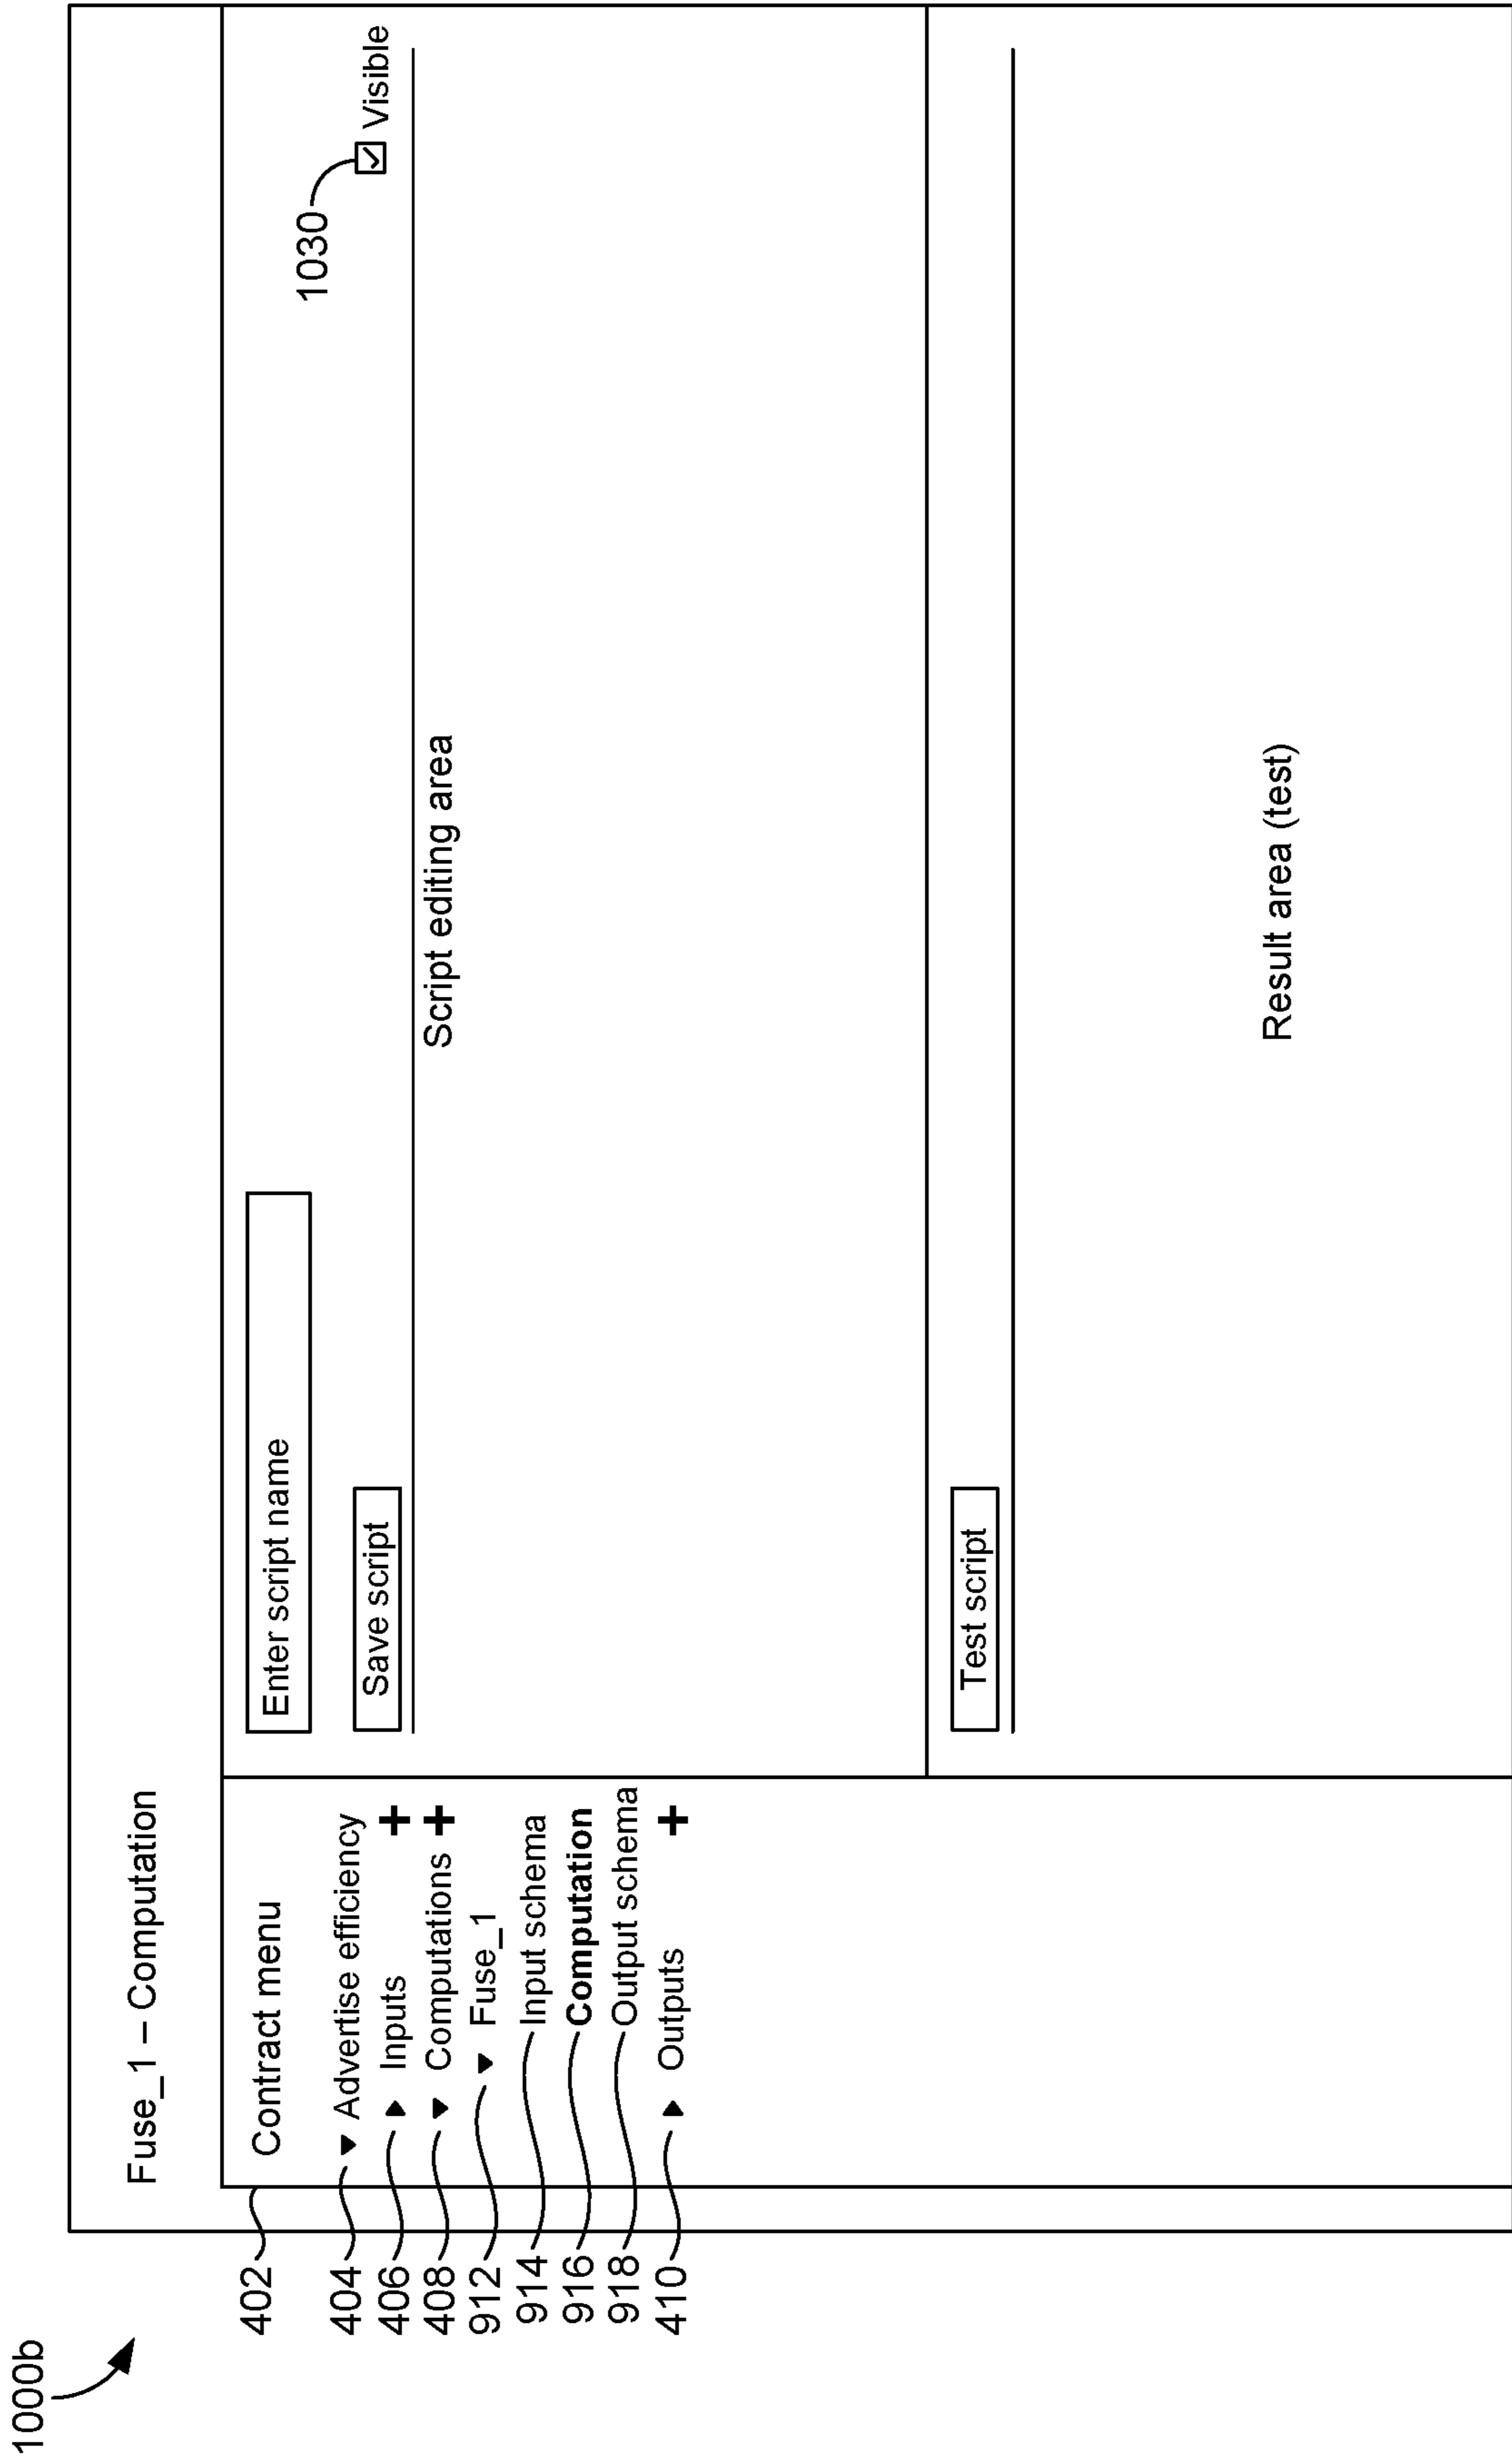 1000b
Fuse_1 – Computation
402
Contract menu
Enter script name
1030
404
Advertise efficiency
Save script
Visible
406
Inputs +
408
Computations +
Script editing area
912
Fuse_1
914
Input schema
916
Computation
918
Output schema
410
Outputs +
Test script
Result area (test)